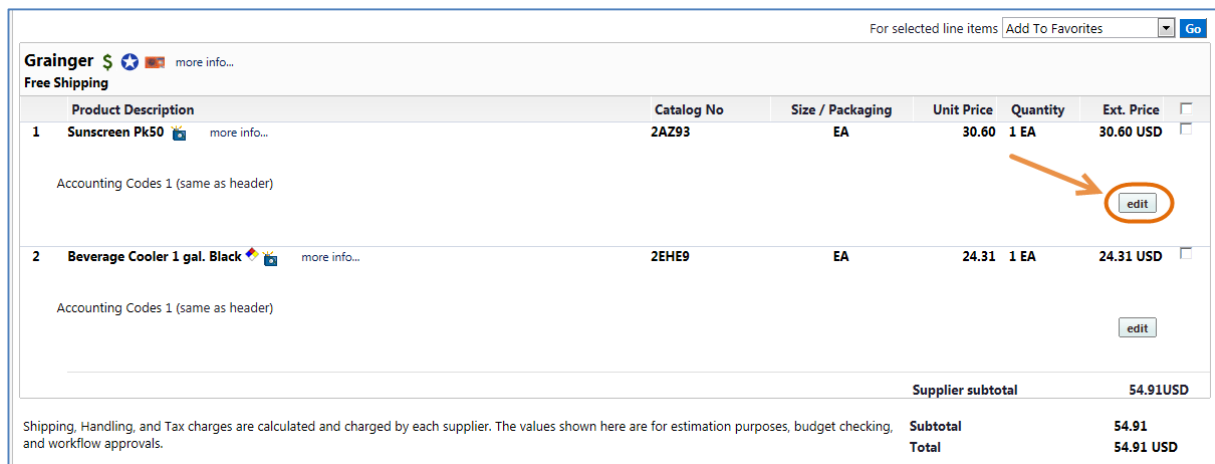 For selected line items Add To Favorites Go
Grainger $ more info...
Free Shipping
Product Description Catalog No Size / Packaging Unit Price Quantity Ext. Price
1 Sunscreen Pk50 more info... 2AZ93 EA 30.60 1 EA 30.60 USD
Accounting Codes 1 (same as header)
edit
2 Beverage Cooler 1 gal. Black more info... 2EHE9 EA 24.31 1 EA 24.31 USD
Accounting Codes 1 (same as header)
edit
Supplier subtotal 54.91USD
Shipping, Handling, and Tax charges are calculated and charged by each supplier. The values shown here are for estimation purposes, budget checking, Subtotal 54.91
and workflow approvals. Total 54.91 USD